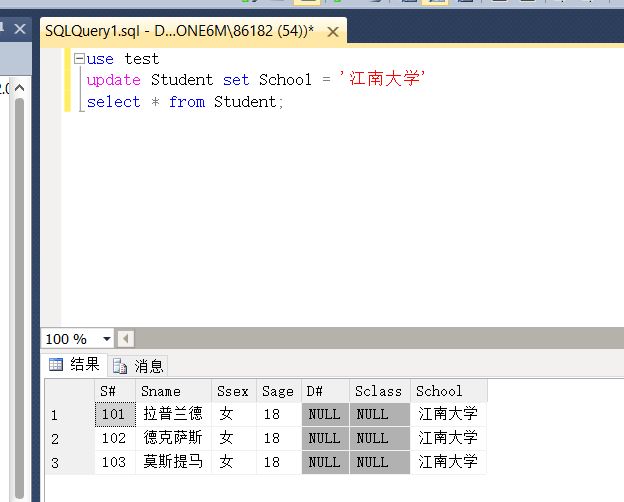 SQLQuery1.sql - D...ONE6M\86182 (54))*
2.0
use test
update Student set School = '江南大学'
select * from Student;
100 %
结果 消息
S# Sname Ssex Sage D# Sclass School
1 101 拉普兰德 女 18 NULL NULL 江南大学
2 102 德克萨斯 女 18 NULL NULL 江南大学
3 103 莫斯提马 女 18 NULL NULL 江南大学